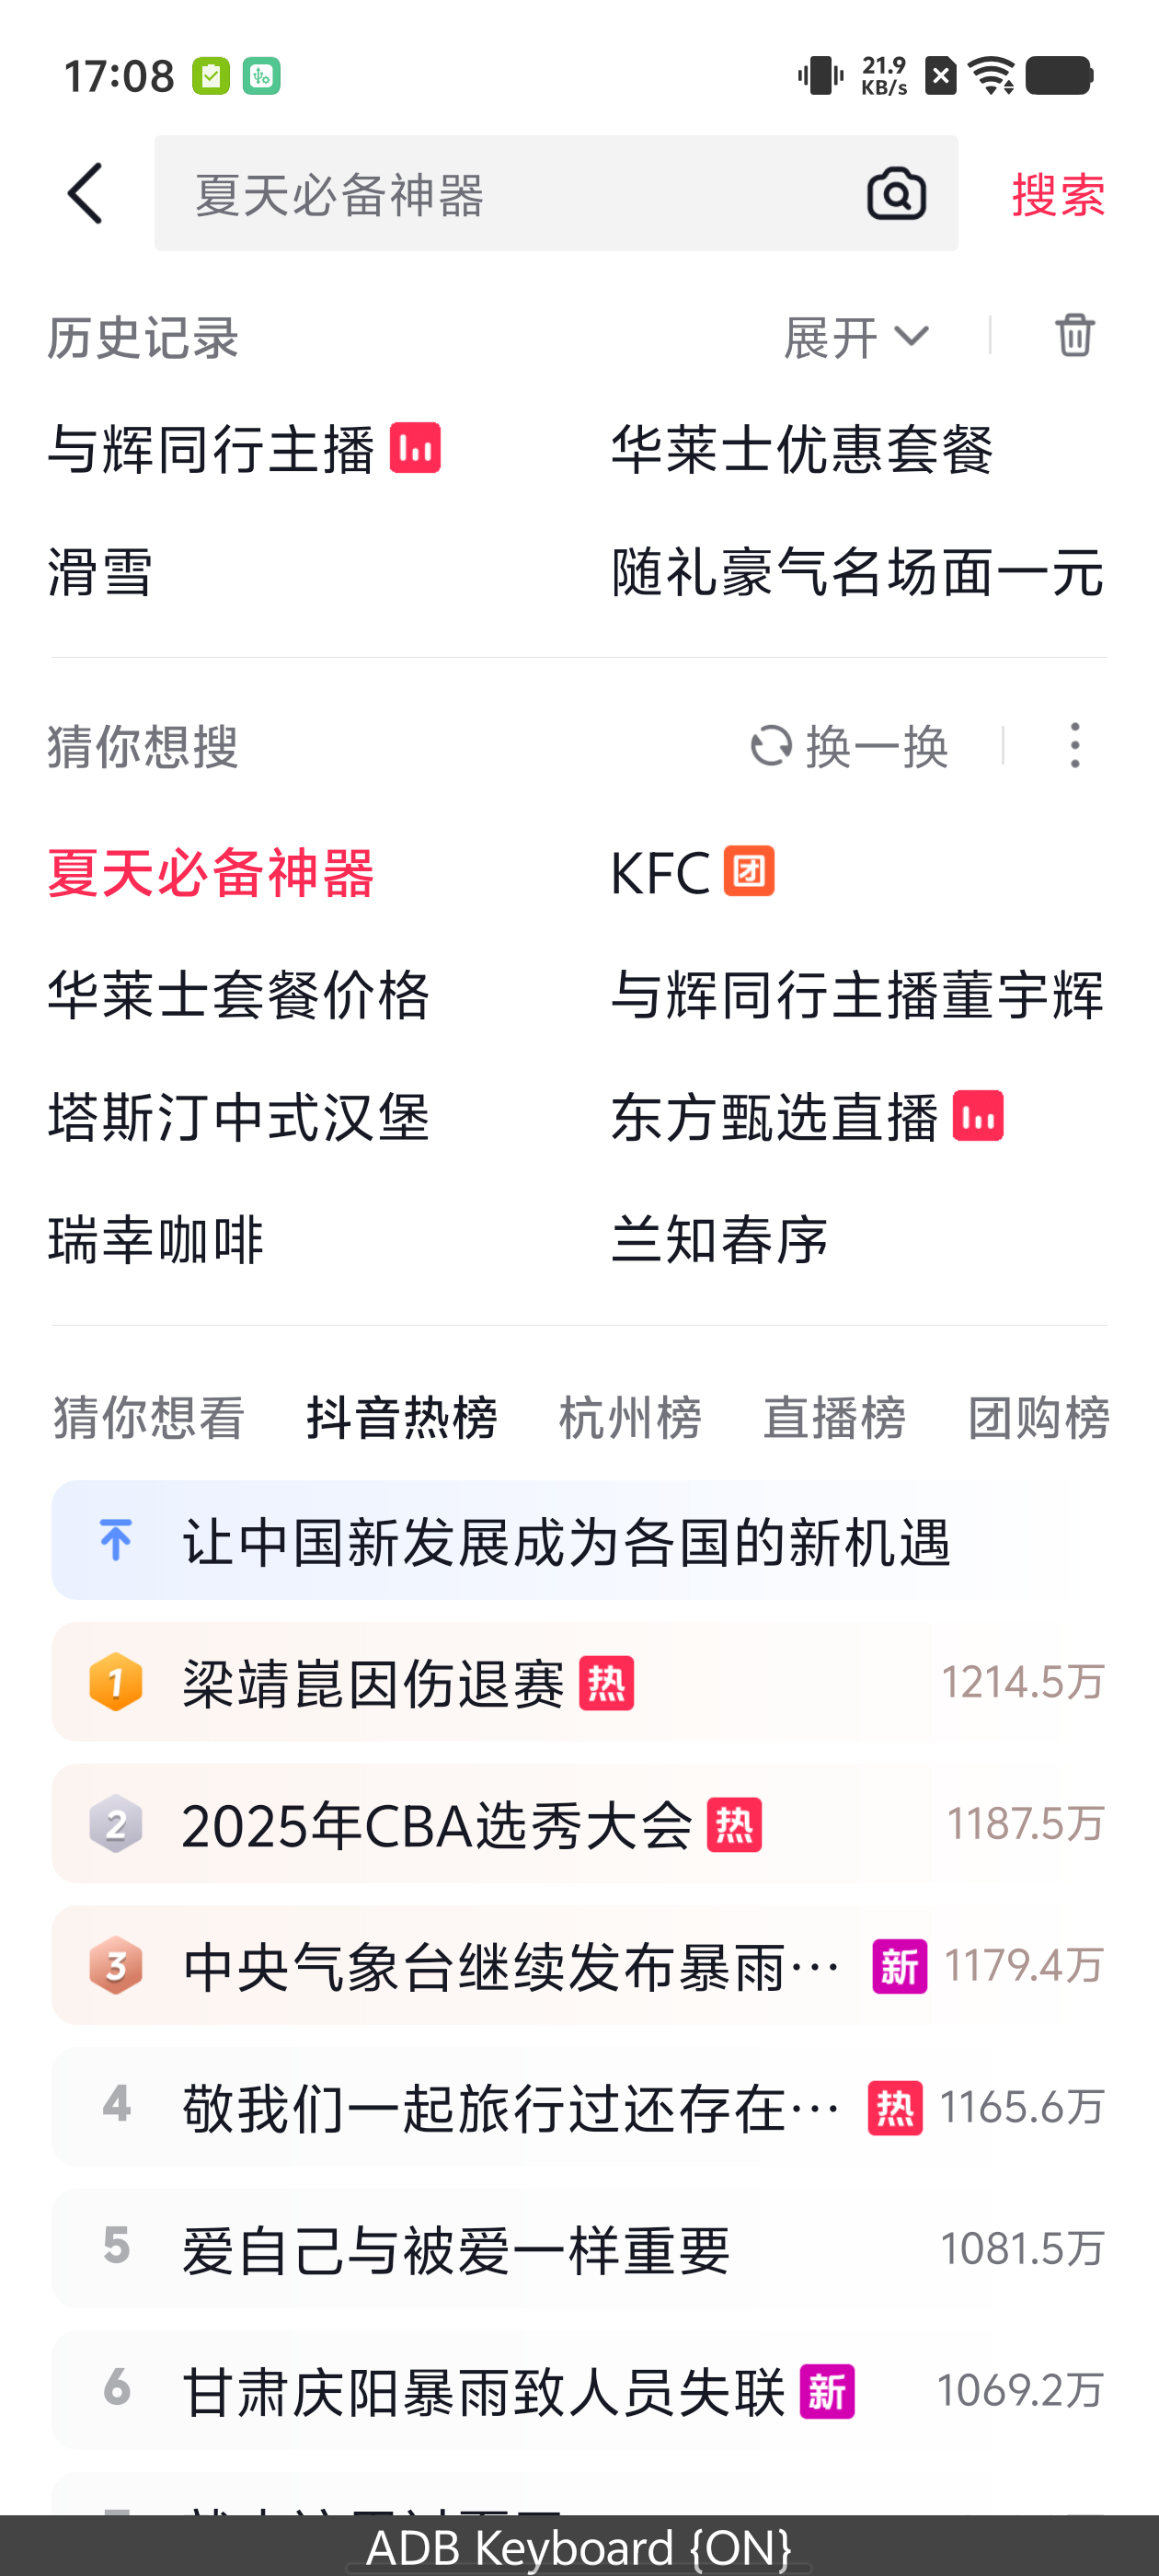 17:08 21.9 KB/s
夏天必备神器 搜索
历史记录 展开
与辉同行主播 华莱士优惠套餐
滑雪 随礼豪气名场面一元
猜你想搜 换一换
夏天必备神器 KFC 团
华莱士套餐价格 与辉同行主播董宇辉
塔斯汀中式汉堡 东方甄选直播
瑞幸咖啡 兰知春序
猜你想看 抖音热榜 杭州榜 直播榜 团购榜
让中国新发展成为各国的新机遇
1 梁靖崑因伤退赛 热 1214.5万
2 2025年CBA选秀大会 热 1187.5万
3 中央气象台继续发布暴雨… 新 1179.4万
4 敬我们一起旅行过还存在… 热 1165.6万
5 爱自己与被爱一样重要 1081.5万
6 甘肃庆阳暴雨致人员失联 新 1069.2万
ADB Keyboard {ON}